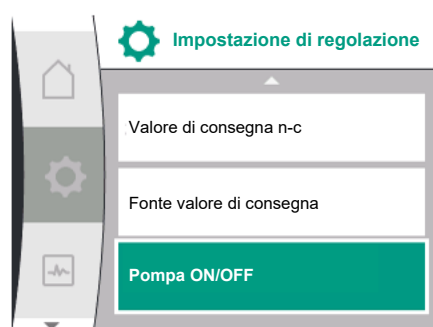 Impostazione di regolazione
Valore di consegna n-c
Fonte valore di consegna
Pompa ON/OFF